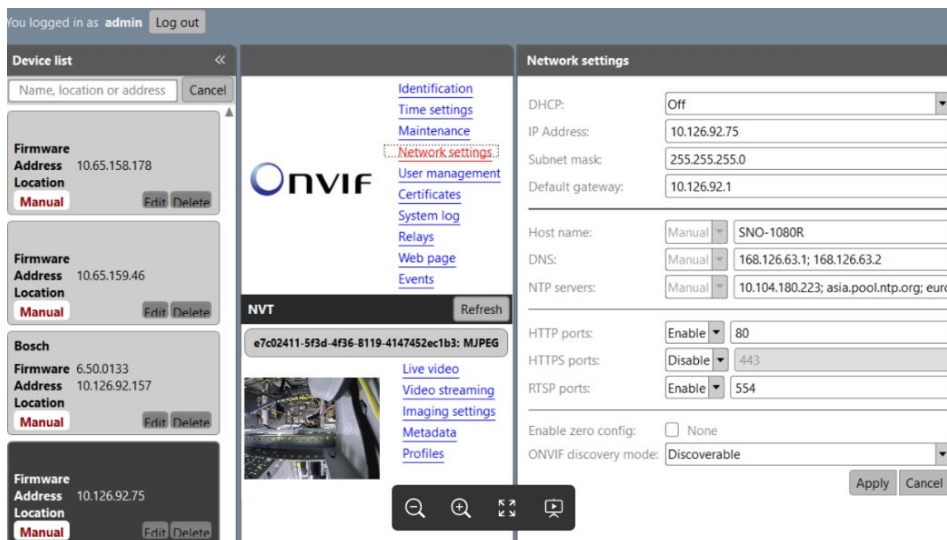 You logged in as admin Log out
Device list
Name, location or address Cancel
Firmware
Address 10.65.158.178
Location
Manual Edit Delete
Firmware
Address 10.65.159.46
Location
Manual Edit Delete
Bosch
Firmware 6.50.0133
Address 10.126.92.157
Location
Manual Edit Delete
Firmware
Address 10.126.92.75
Location
Manual Edit Delete
ONVIF
Identification
Time settings
Maintenance
Network settings
User management
Certificates
System log
Relays
Web page
Events
NVT Refresh
e7c02411-5f3d-4f36-8119-4147452ec1b3: MJPEG
Live video
Video streaming
Imaging settings
Metadata
Profiles
Network settings
DHCP: Off
IP Address: 10.126.92.75
Subnet mask: 255.255.255.0
Default gateway: 10.126.92.1
Host name: Manual SNO-1080R
DNS: Manual 168.126.63.1; 168.126.63.2
NTP servers: Manual 10.104.180.223; asia.pool.ntp.org; euro
HTTP ports: Enable 80
HTTPS ports: Disable 443
RTSP ports: Enable 554
Enable zero config: None
ONVIF discovery mode: Discoverable
Apply Cancel